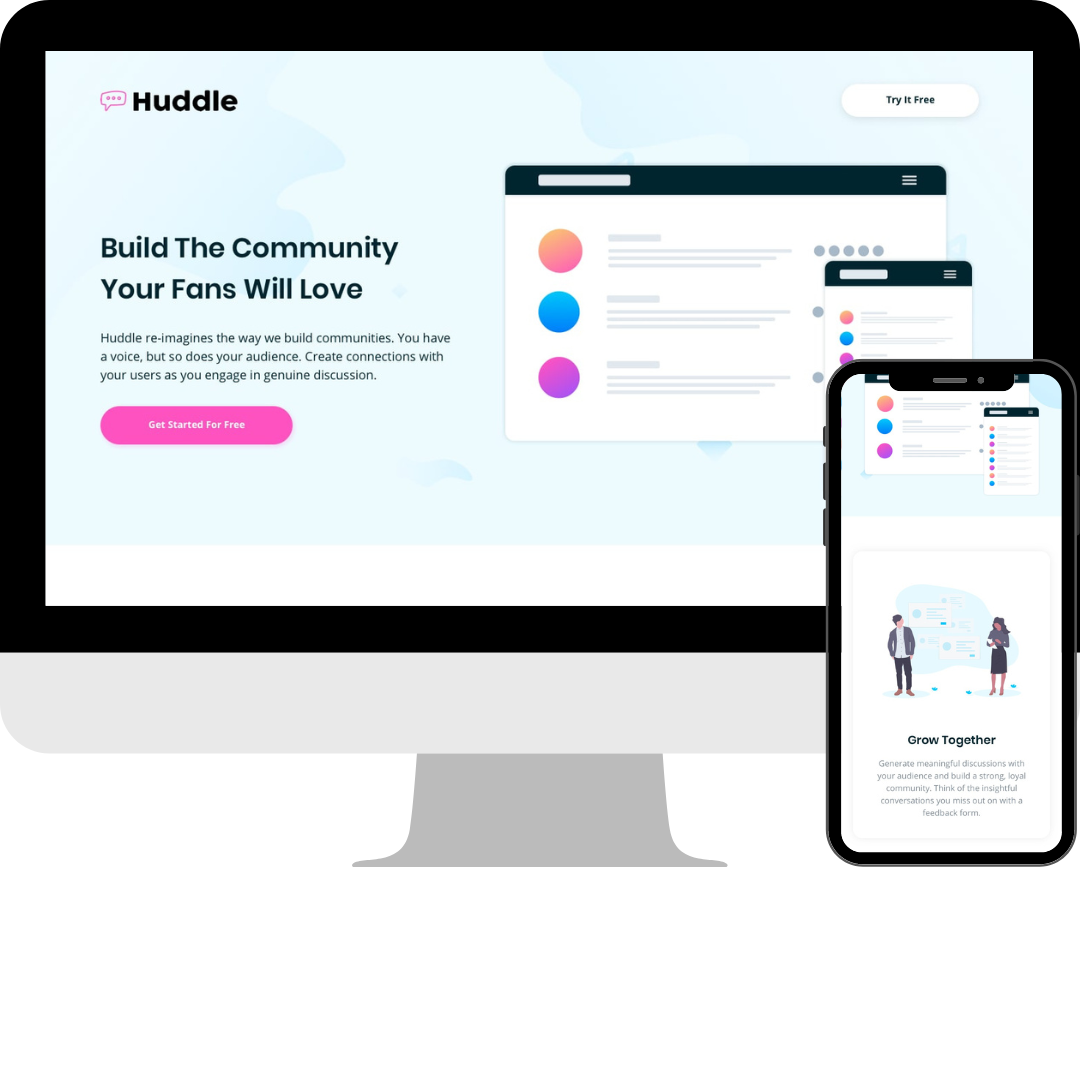 Huddle
Try It Free
Build The Community
Your Fans Will Love
Huddle re-imagines the way we build communities. You have
a voice, but so does your audience. Create connections with
your users as you engage in genuine discussion.
Get Started For Free
Grow Together
Generate meaningful discussions with
your audience and build a strong, loyal
community. Think of the insightful
conversations you miss out on with a
feedback form.